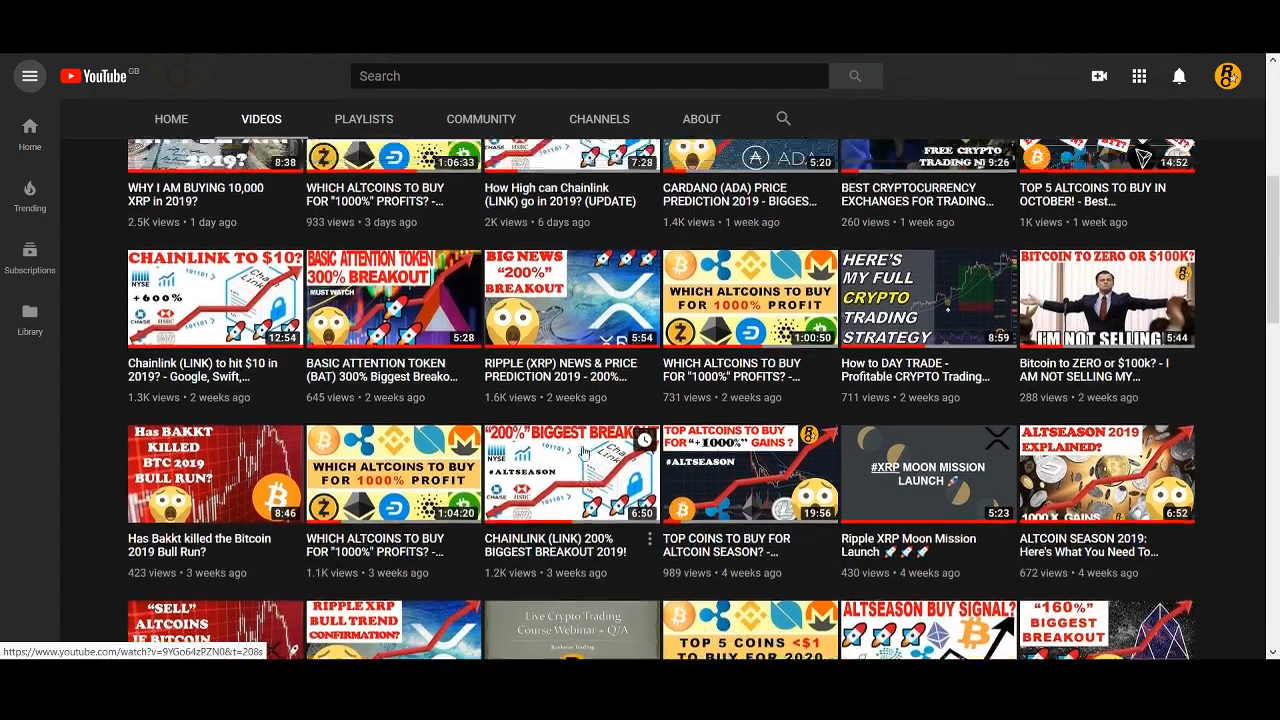 YouTube GB
Search
HOME VIDEOS PLAYLISTS COMMUNITY CHANNELS ABOUT
Home
Trending
Subscriptions
Library
2019?
8:38
1:06:33
CHASE HSBC
7:28
ADA
5:20
FREE CRYPTO
TRADING
9:26
14:52
WHY I AM BUYING 10,000
XRP in 2019?
2.5K views • 1 day ago
WHICH ALTCOINS TO BUY
FOR "1000%" PROFITS? -...
933 views • 3 days ago
How High can Chainlink
(LINK) go in 2019? (UPDATE)
2K views • 6 days ago
CARDANO (ADA) PRICE
PREDICTION 2019 - BIGGES...
1.4K views • 1 week ago
BEST CRYPTOCURRENCY
EXCHANGES FOR TRADING...
260 views • 1 week ago
TOP 5 ALTCOINS TO BUY IN
OCTOBER! - Best...
1K views • 1 week ago
CHAINLINK TO $10?
101101 >
NYSE
+600%
CHASE HSBC
101101 >
12:54
BASIC ATTENTION TOKEN
300% BREAKOUT
MUST WATCH
5:28
BIG NEWS
"200%"
BREAKOUT
5:54
WHICH ALTCOINS TO BUY
FOR 1000% PROFIT
1:00:50
HERE'S
MY FULL
CRYPTO
TRADING
STRATEGY
8:59
BITCOIN TO ZERO OR $100K?
I'M NOT SELLING
5:44
Chainlink (LINK) to hit $10 in
2019? - Google, Swift,...
1.3K views • 2 weeks ago
BASIC ATTENTION TOKEN
(BAT) 300% Biggest Breako...
645 views • 2 weeks ago
RIPPLE (XRP) NEWS & PRICE
PREDICTION 2019 - 200%...
1.6K views • 2 weeks ago
WHICH ALTCOINS TO BUY
FOR "1000%" PROFITS? -...
731 views • 2 weeks ago
How to DAY TRADE -
Profitable CRYPTO Trading...
711 views • 2 weeks ago
Bitcoin to ZERO or $100k? - I
AM NOT SELLING MY...
288 views • 2 weeks ago
Has BAKKT
KILLED
BTC 2019
BULL RUN?
8:46
WHICH ALTCOINS TO BUY
FOR 1000% PROFIT
1:04:20
"200%" BIGGEST
NYSE
#ALTSEASON
CHASE HSBC
101101 >
6:50
TOP ALTCOINS TO BUY
FOR "+1000%" GAINS ?
#ALTSEASON
19:56
#XRP MOON MISSION
LAUNCH 🚀
5:23
ALTSEASON 2019
EXPLAINED?
1000 X GAINS
6:52
Has Bakkt killed the Bitcoin
2019 Bull Run?
423 views • 3 weeks ago
WHICH ALTCOINS TO BUY
FOR "1000%" PROFITS? -...
1.1K views • 3 weeks ago
CHAINLINK (LINK) 200%
BIGGEST BREAKOUT 2019!
1.2K views • 3 weeks ago
TOP COINS TO BUY FOR
ALTCOIN SEASON? -...
989 views • 4 weeks ago
Ripple XRP Moon Mission
Launch 🚀 🚀 🚀
430 views • 4 weeks ago
ALTCOIN SEASON 2019:
Here's What You Need To...
672 views • 4 weeks ago
"SELL"
ALTCOINS
IF BITCOIN
RIPPLE XRP
BULL TREND
CONFIRMATION?
Live Crypto Trading
Course Webinar + Q/A
TOP 5 COINS <$1
TO BUY FOR 2020
ALTSEASON BUY SIGNAL?
"160%"
BIGGEST
BREAKOUT
https://www.youtube.com/watch?v=9YGo64zPZN0&t=208s